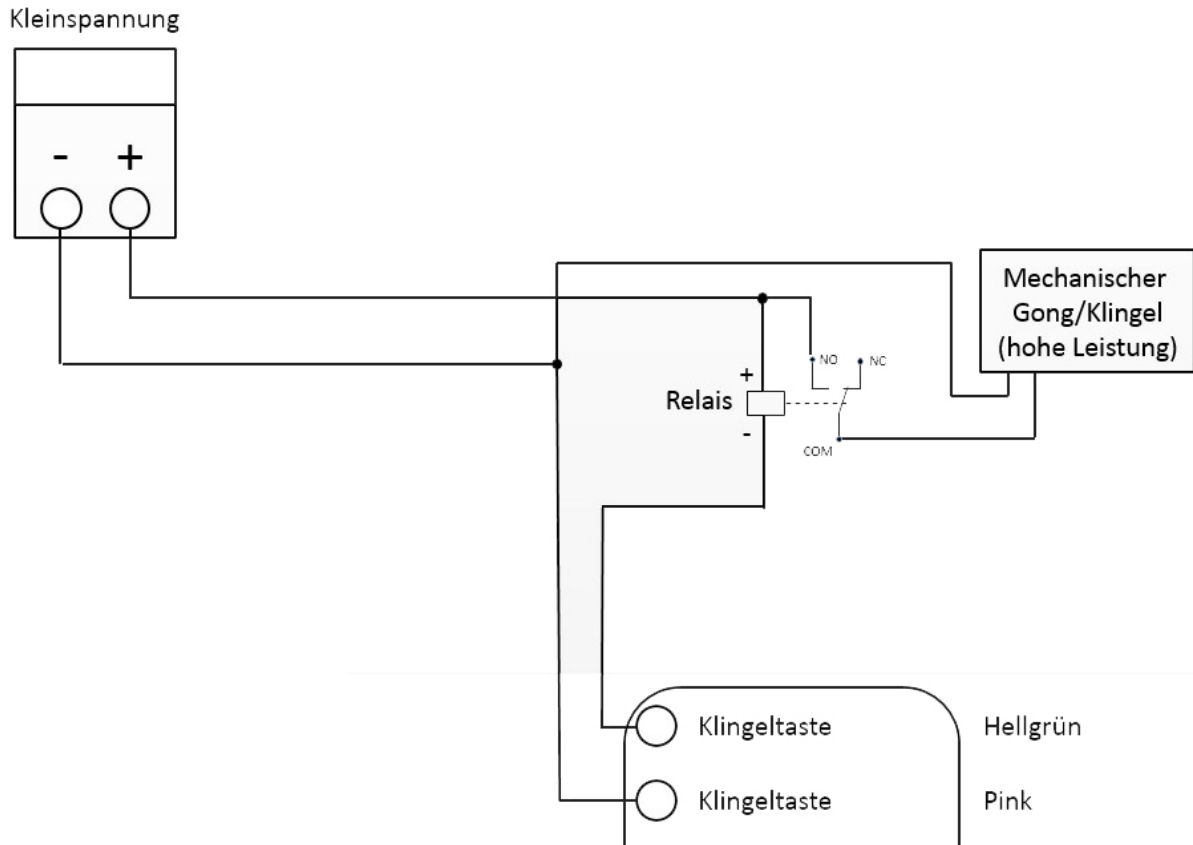 Kleinspannung
- +
Mechanischer
Gong/Klingel
(hohe Leistung)
NO
NC
+
Relais
-
COM
Klingeltaste
Hellgrün
Klingeltaste
Pink